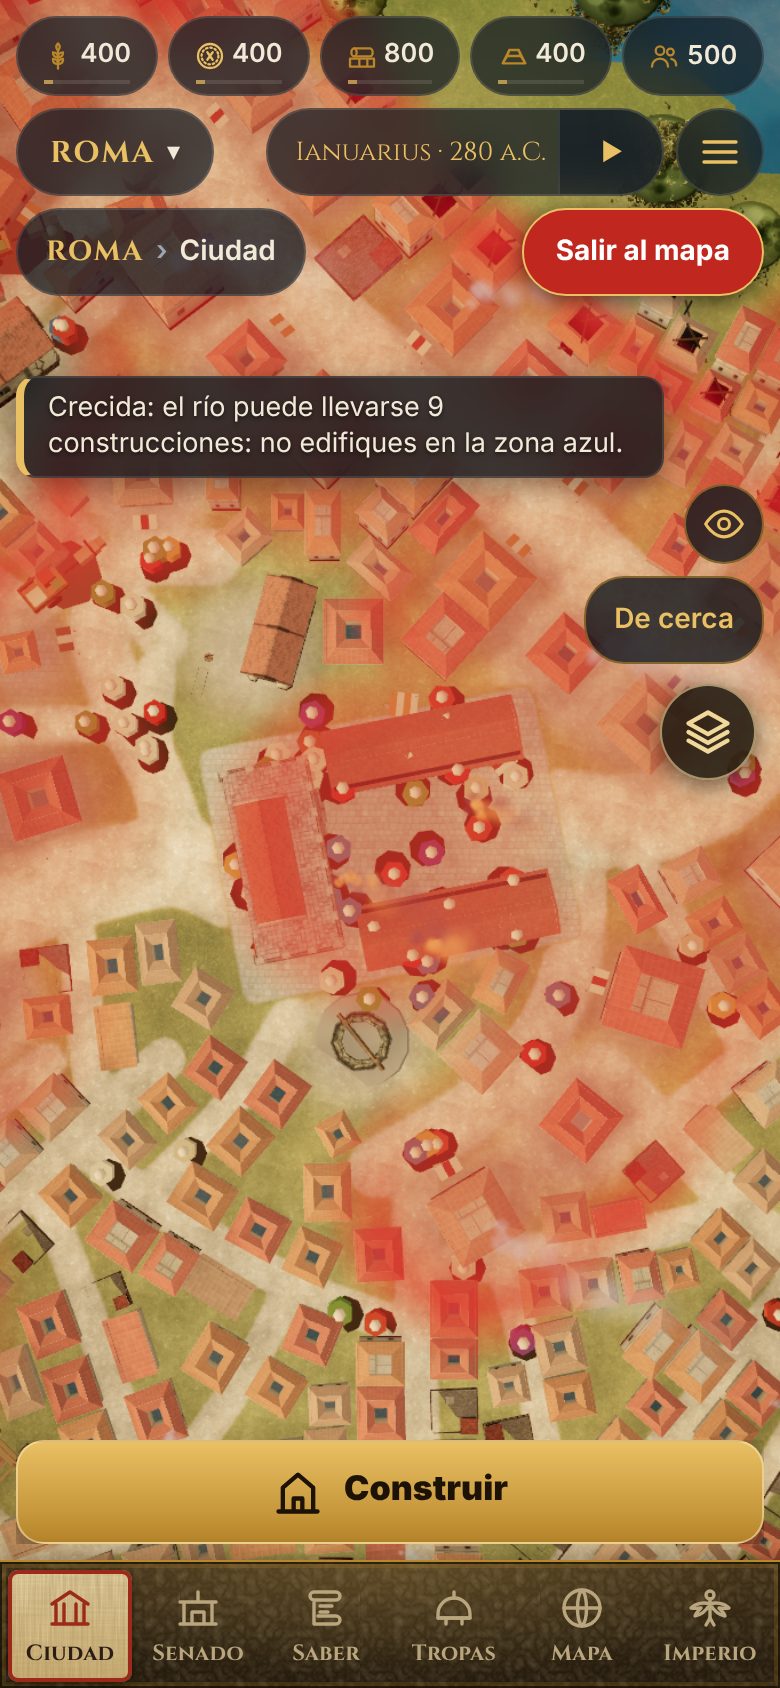 400
400
800
400
500
ROMA ▾
Ianuarius · 280 a.C.
ROMA › Ciudad
Salir al mapa
Crecida: el río puede llevarse 9
construcciones: no edifiques en la zona azul.
De cerca
Construir
Ciudad
Senado
Saber
Tropas
Mapa
Imperio